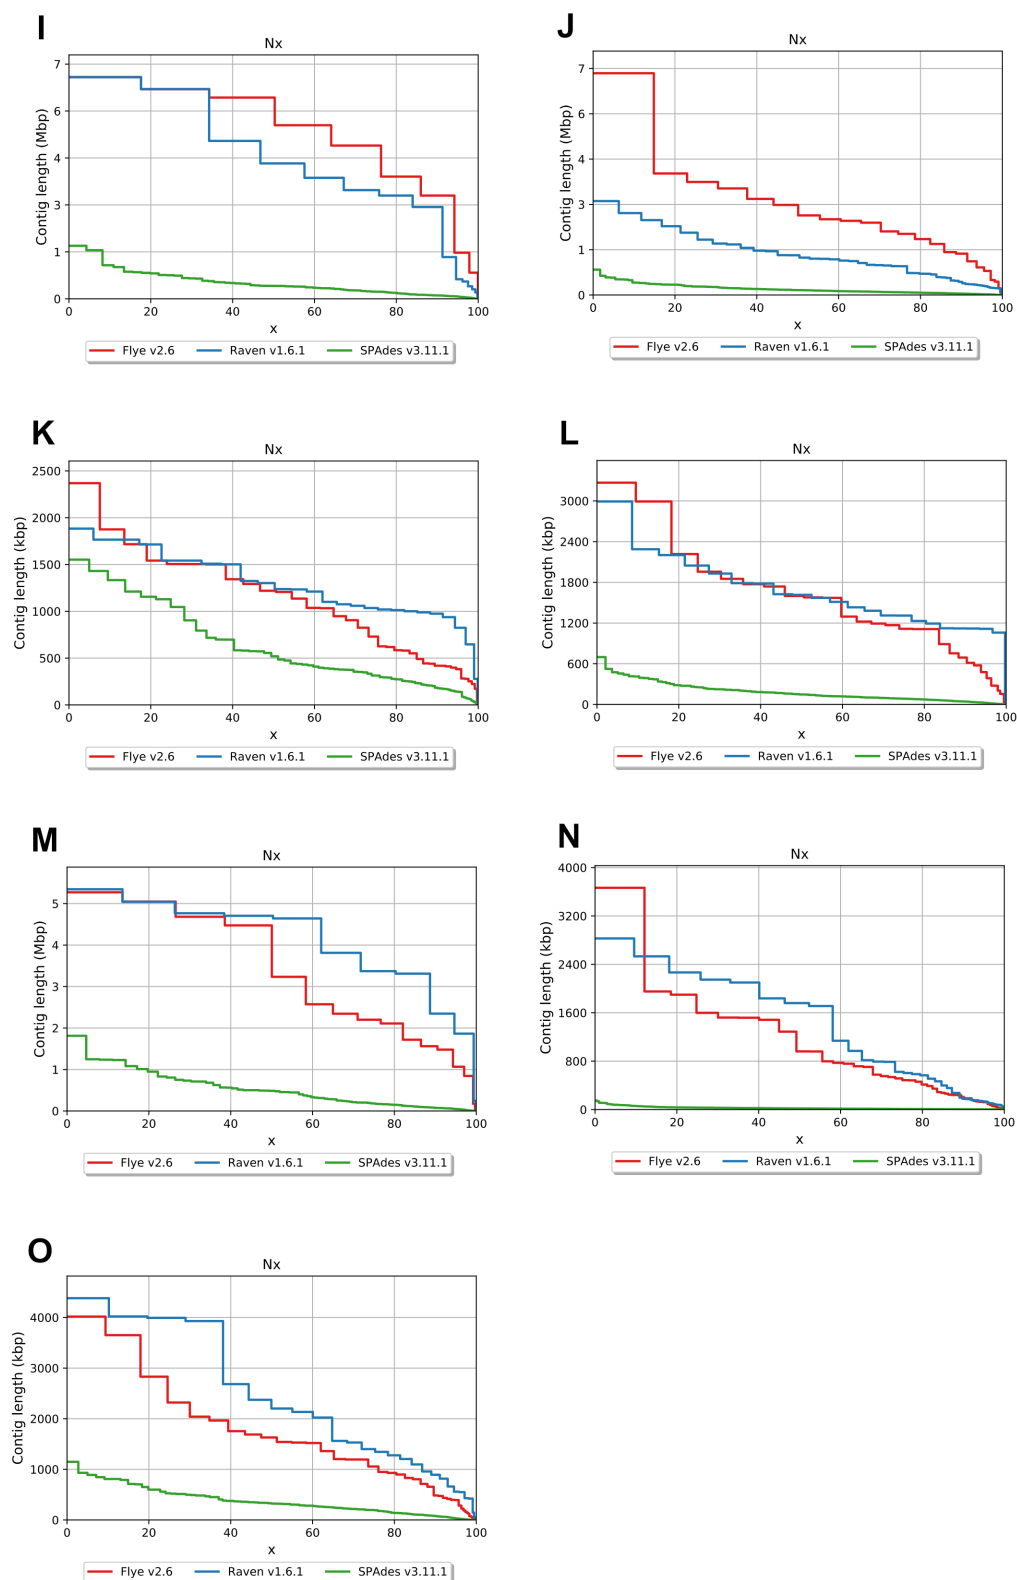 I
Nx
Contig length (Mbp)
7
6
4
3
1
0
0 20 40 60 80 100
x
Flye v2.6 Raven v1.6.1 SPAdes v3.11.1
J
Nx
Contig length (Mbp)
7
5
4
3
1
0
0 20 40 60 80 100
x
Flye v2.6 Raven v1.6.1 SPAdes v3.11.1
K
Nx
Contig length (kbp)
2500
2000
1500
1000
500
0
0 20 40 60 80 100
x
Flye v2.6 Raven v1.6.1 SPAdes v3.11.1
L
Nx
Contig length (kbp)
3000
2400
1800
1200
600
0
0 20 40 60 80 100
x
Flye v2.6 Raven v1.6.1 SPAdes v3.11.1
M
Nx
Contig length (Mbp)
5
4
3
2
1
0
0 20 40 60 80 100
x
Flye v2.6 Raven v1.6.1 SPAdes v3.11.1
N
Nx
Contig length (kbp)
4000
3200
2400
1600
800
0
0 20 40 60 80 100
x
Flye v2.6 Raven v1.6.1 SPAdes v3.11.1
O
Nx
Contig length (kbp)
4000
3000
2000
1000
0
0 20 40 60 80 100
x
Flye v2.6 Raven v1.6.1 SPAdes v3.11.1